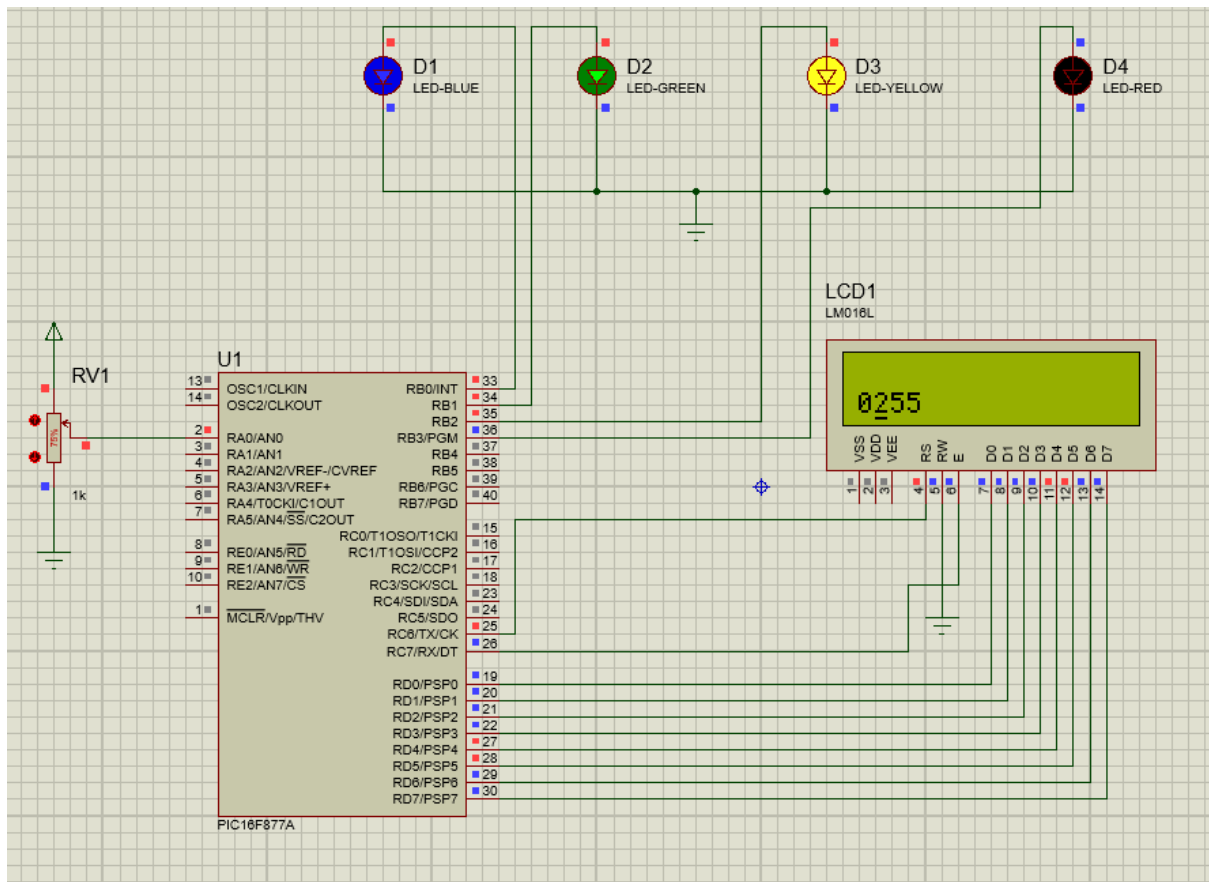 D1
LED-BLUE
D2
LED-GREEN
D3
LED-YELLOW
D4
LED-RED
LCD1
LM016L
0255
VSS
VDD
VEE
RS
RW
E
D0
D1
D2
D3
D4
D5
D6
D7
1
2
3
4
5
6
7
8
9
10
11
12
13
14
RV1
75%
1k
U1
13 OSC1/CLKIN
14 OSC2/CLKOUT
2 RA0/AN0
3 RA1/AN1
4 RA2/AN2/VREF-/CVREF
5 RA3/AN3/VREF+
6 RA4/T0CKI/C1OUT
7 RA5/AN4/SS/C2OUT
8 RE0/AN5/RD
9 RE1/AN6/WR
10 RE2/AN7/CS
1 MCLR/Vpp/THV
RB0/INT 33
RB1 34
RB2 35
RB3/PGM 36
RB4 37
RB5 38
RB6/PGC 39
RB7/PGD 40
RC0/T1OSO/T1CKI 15
RC1/T1OSI/CCP2 16
RC2/CCP1 17
RC3/SCK/SCL 18
RC4/SDI/SDA 23
RC5/SDO 24
RC6/TX/CK 25
RC7/RX/DT 26
RD0/PSP0 19
RD1/PSP1 20
RD2/PSP2 21
RD3/PSP3 22
RD4/PSP4 27
RD5/PSP5 28
RD6/PSP6 29
RD7/PSP7 30
PIC16F877A